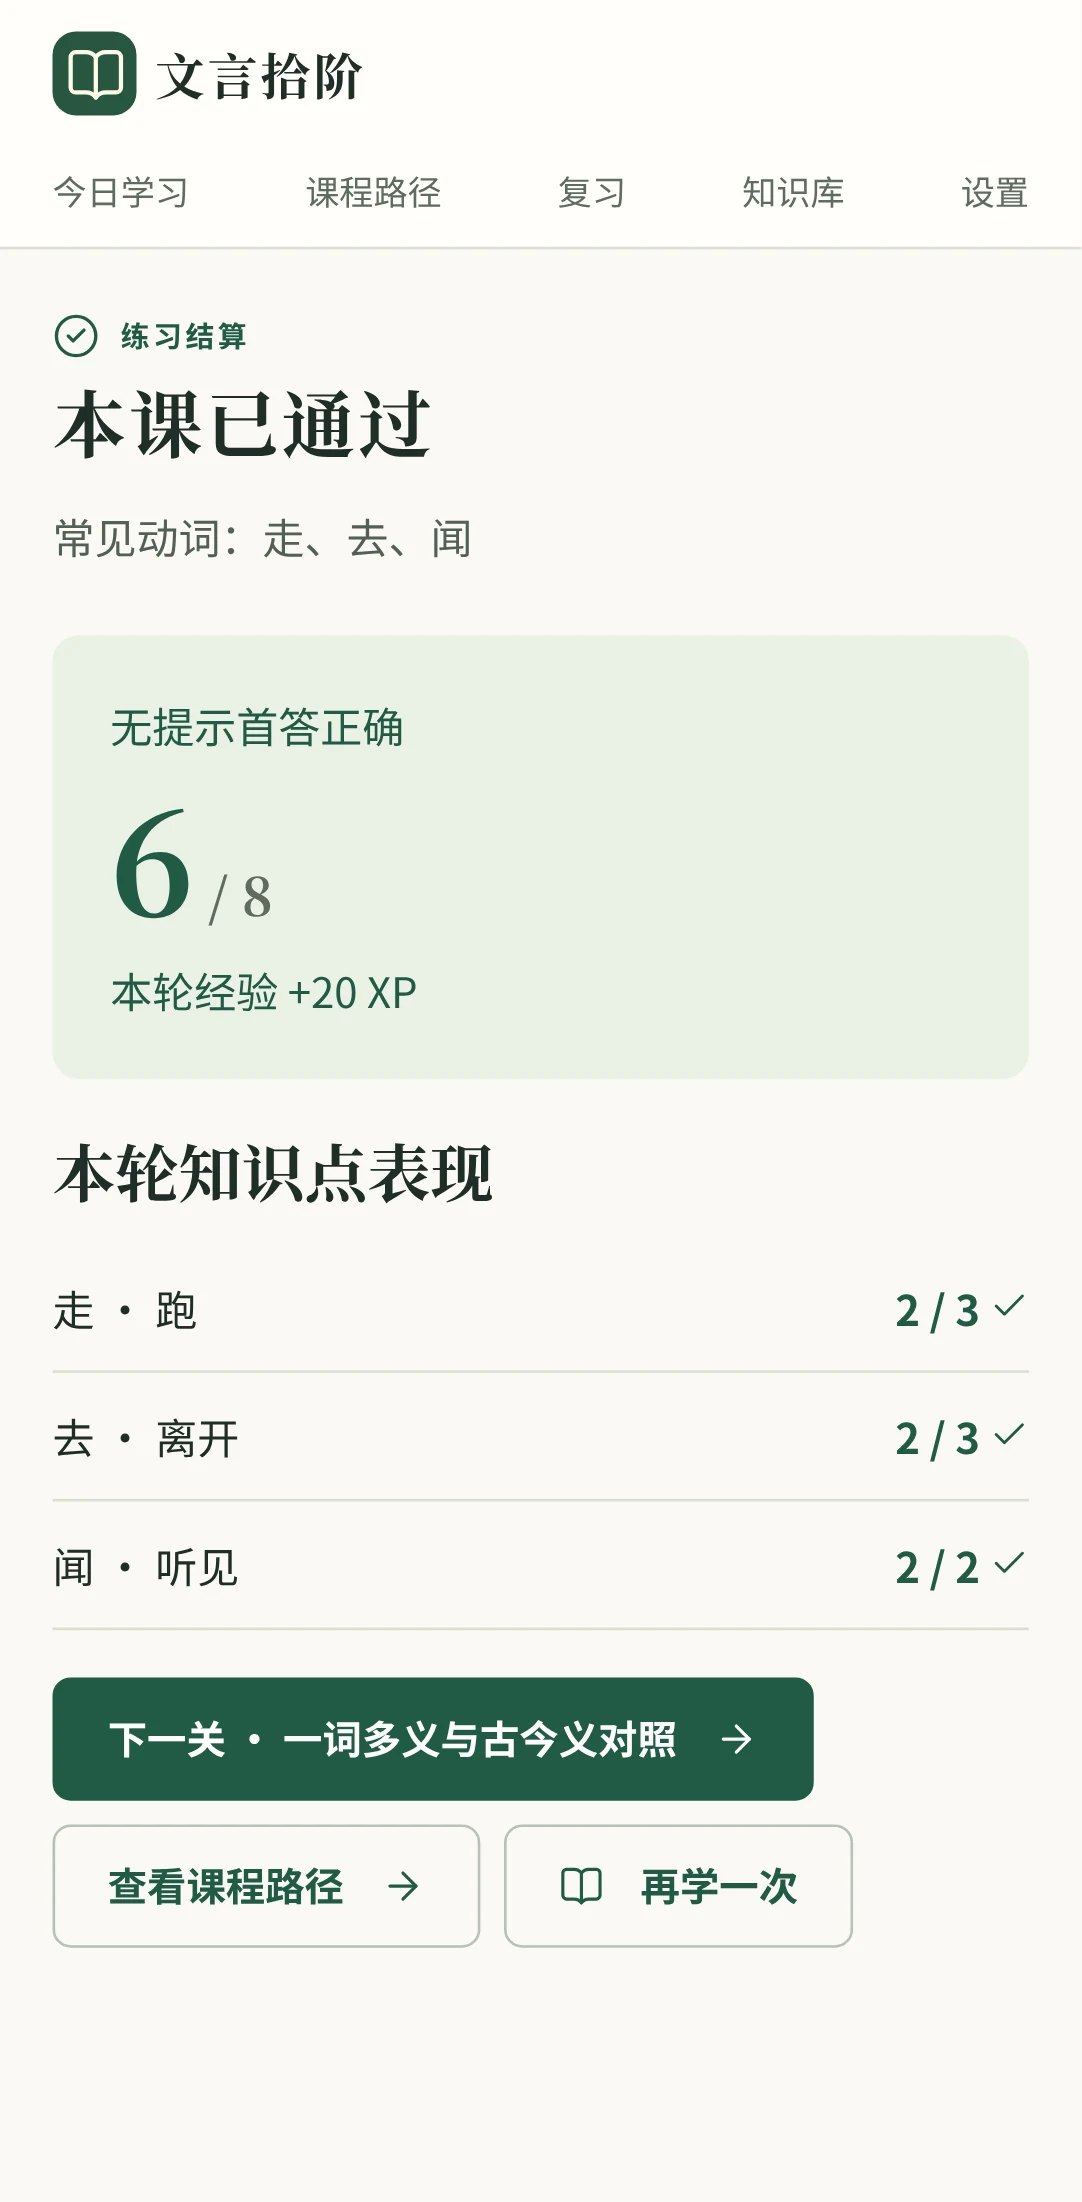 文言拾阶
今日学习 课程路径 复习 知识库 设置
练习结算
本课已通过
常见动词：走、去、闻
无提示首答正确
6 / 8
本轮经验 +20 XP
本轮知识点表现
走 · 跑 2 / 3
去 · 离开 2 / 3
闻 · 听见 2 / 2
下一关 · 一词多义与古今义对照
查看课程路径 再学一次